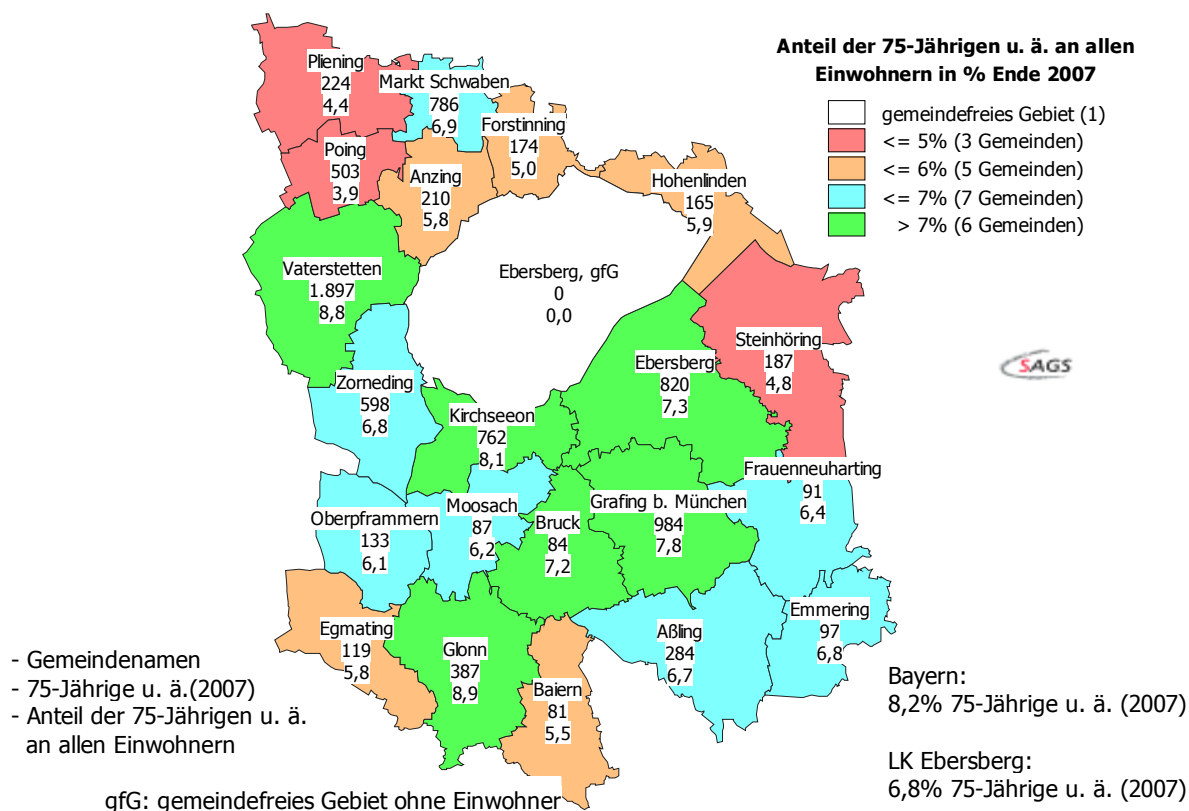 Anteil der 75-Jährigen u. ä. an allen
Einwohnern in % Ende 2007
gemeindefreies Gebiet (1)
<= 5% (3 Gemeinden)
<= 6% (5 Gemeinden)
<= 7% (7 Gemeinden)
> 7% (6 Gemeinden)
Pliening
224
4,4
Markt Schwaben
786
6,9
Forstinning
174
5,0
Poing
503
3,9
Anzing
210
5,8
Hohenlinden
165
5,9
Vaterstetten
1.897
8,8
Ebersberg, gfG
0
0,0
Steinhöring
187
4,8
SAGS
Ebersberg
820
7,3
Zorneding
598
6,8
Kirchseeon
762
8,1
Frauenneuharting
91
6,4
Grafing b. München
984
7,8
Moosach
87
6,2
Bruck
84
7,2
Oberpframmern
133
6,1
Egmating
119
5,8
Glonn
387
8,9
Baiern
81
5,5
Aßling
284
6,7
Emmering
97
6,8
- Gemeindenamen
- 75-Jährige u. ä.(2007)
- Anteil der 75-Jährigen u. ä.
an allen Einwohnern
Bayern:
8,2% 75-Jährige u. ä. (2007)
LK Ebersberg:
6,8% 75-Jährige u. ä. (2007)
gfG: gemeindefreies Gebiet ohne Einwohner